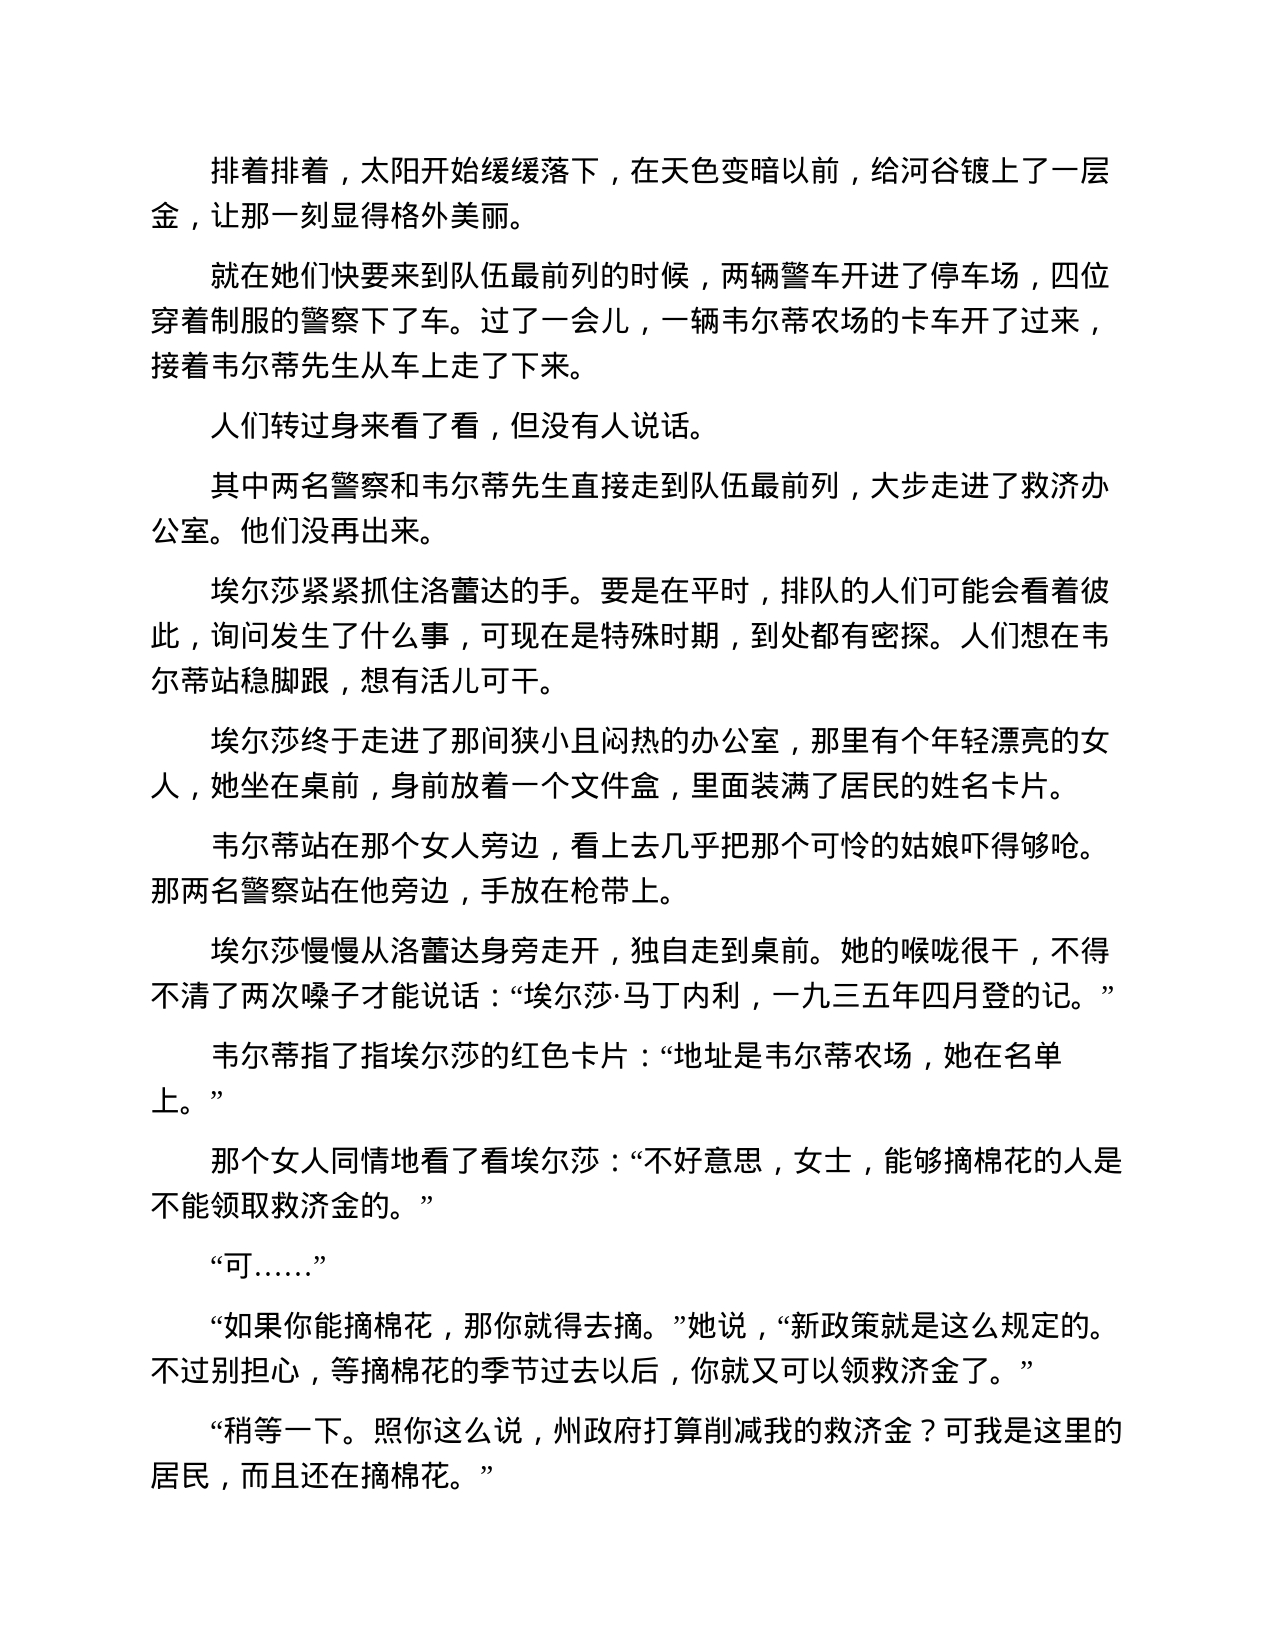 排着排着，太阳开始缓缓落下，在天色变暗以前，给河谷镀上了一层
金，让那一刻显得格外美丽。
就在她们快要来到队伍最前列的时候，两辆警车开进了停车场，四位
穿着制服的警察下了车。过了一会儿，一辆韦尔蒂农场的卡车开了过来，
接着韦尔蒂先生从车上走了下来。
人们转过身来看了看，但没有人说话。
其中两名警察和韦尔蒂先生直接走到队伍最前列，大步走进了救济办
公室。他们没再出来。
埃尔莎紧紧抓住洛蕾达的手。要是在平时，排队的人们可能会看着彼
此，询问发生了什么事，可现在是特殊时期，到处都有密探。人们想在韦
尔蒂站稳脚跟，想有活儿可干。
埃尔莎终于走进了那间狭小且闷热的办公室，那里有个年轻漂亮的女
人，她坐在桌前，身前放着一个文件盒，里面装满了居民的姓名卡片。
韦尔蒂站在那个女人旁边，看上去几乎把那个可怜的姑娘吓得够呛。
那两名警察站在他旁边，手放在枪带上。
埃尔莎慢慢从洛蕾达身旁走开，独自走到桌前。她的喉咙很干，不得
不清了两次嗓子才能说话：“埃尔莎·马丁内利，一九三五年四月登的记。”
韦尔蒂指了指埃尔莎的红色卡片：“地址是韦尔蒂农场，她在名单
上。”
那个女人同情地看了看埃尔莎：“不好意思，女士，能够摘棉花的人是
不能领取救济金的。”
“可……”
“如果你能摘棉花，那你就得去摘。”她说，“新政策就是这么规定的。
不过别担心，等摘棉花的季节过去以后，你就又可以领救济金了。”
“稍等一下。照你这么说，州政府打算削减我的救济金？可我是这里的
居民，而且还在摘棉花。”